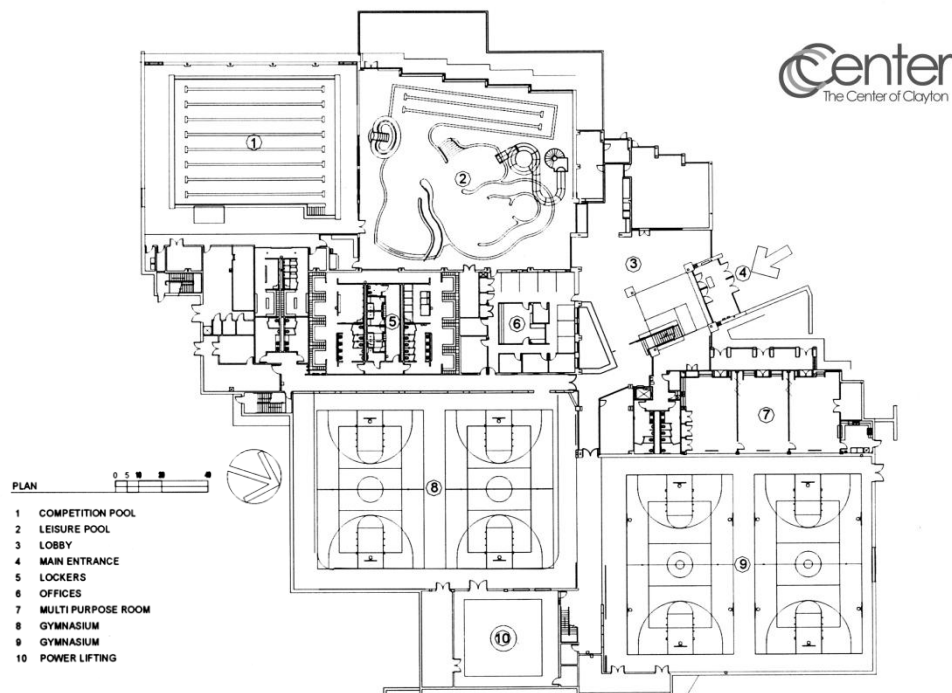 Center
The Center of Clayton
1
2
3
4
5
6
7
8
9
10
PLAN
0 5 10 20 40
1 COMPETITION POOL
2 LEISURE POOL
3 LOBBY
4 MAIN ENTRANCE
5 LOCKERS
6 OFFICES
7 MULTI PURPOSE ROOM
8 GYMNASIUM
9 GYMNASIUM
10 POWER LIFTING